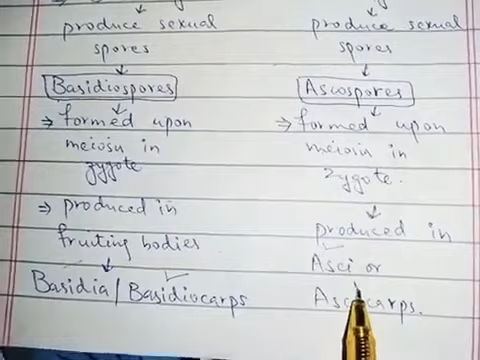 produce sexual
spores
↓
Basidiospores
↓
⇒ formed upon
meiosis in
zygote
⇒ produced in
fruiting bodies
↓
Basidia / Basidiocarps
produce sexual
spores
↓
Ascospores
↓
⇒ formed upon
meiosis in
zygote.
↓
produced in
Asci or
Ascocarps.